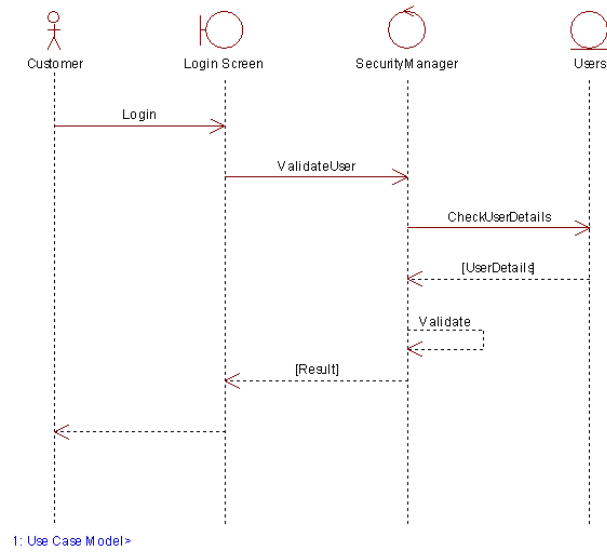 Customer
Login Screen
SecurityManager
Users
Login
ValidateUser
CheckUserDetails
[UserDetails]
Validate
[Result]
1: Use Case Model>